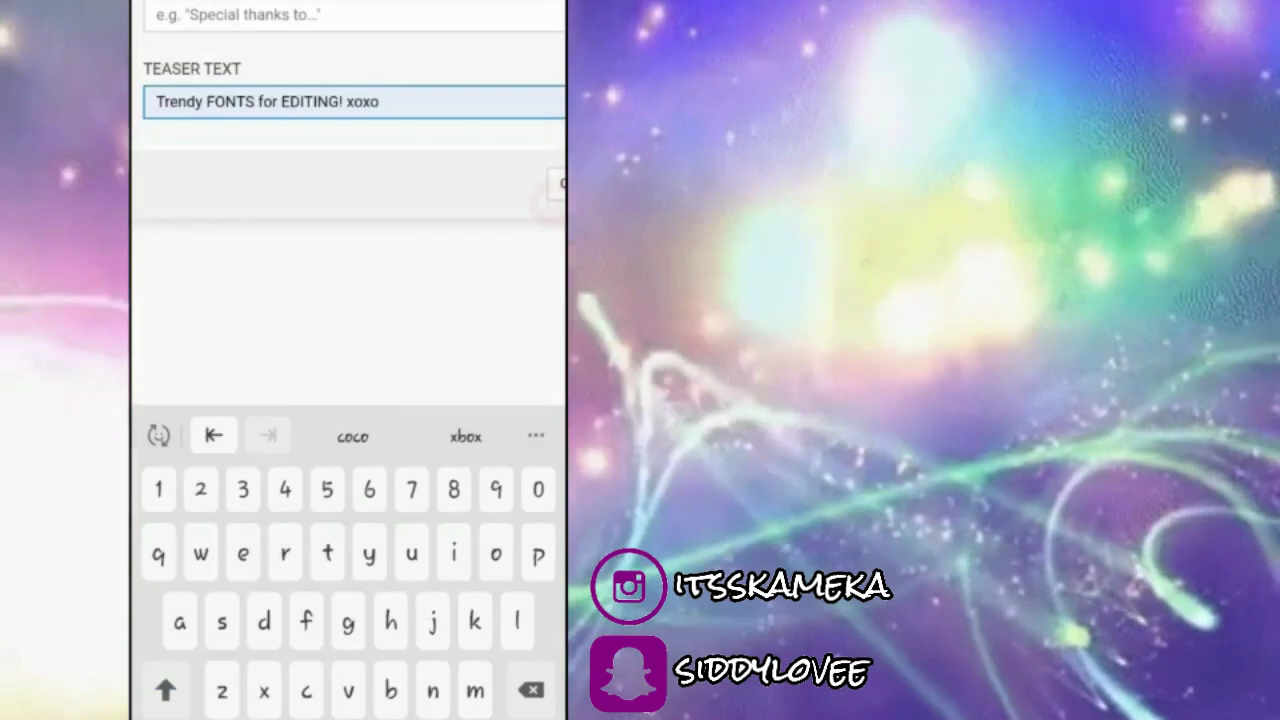 e.g. "Special thanks to…"
TEASER TEXT
Trendy FONTS for EDITING! xoxo
coco xbox
1 2 3 4 5 6 7 8 9 0
q w e r t y u i o p
a s d f g h j k l
z x c v b n m
ITSSKAMEKA
SIDDYLOVEE